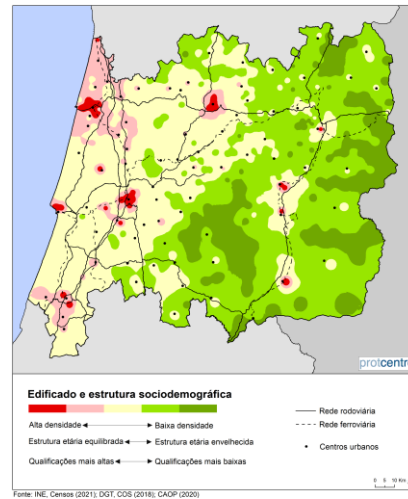 protcentro
Edificado e estrutura sociodemográfica
Alta densidade Baixa densidade
Estrutura etária equilibrada Estrutura etária envelhecida
Qualificações mais altas Qualificações mais baixas
Rede rodoviária
Rede ferroviária
Centros urbanos
0 5 10 Km
Fonte: INE, Censos (2021); DGT, COS (2018); CAOP (2020)